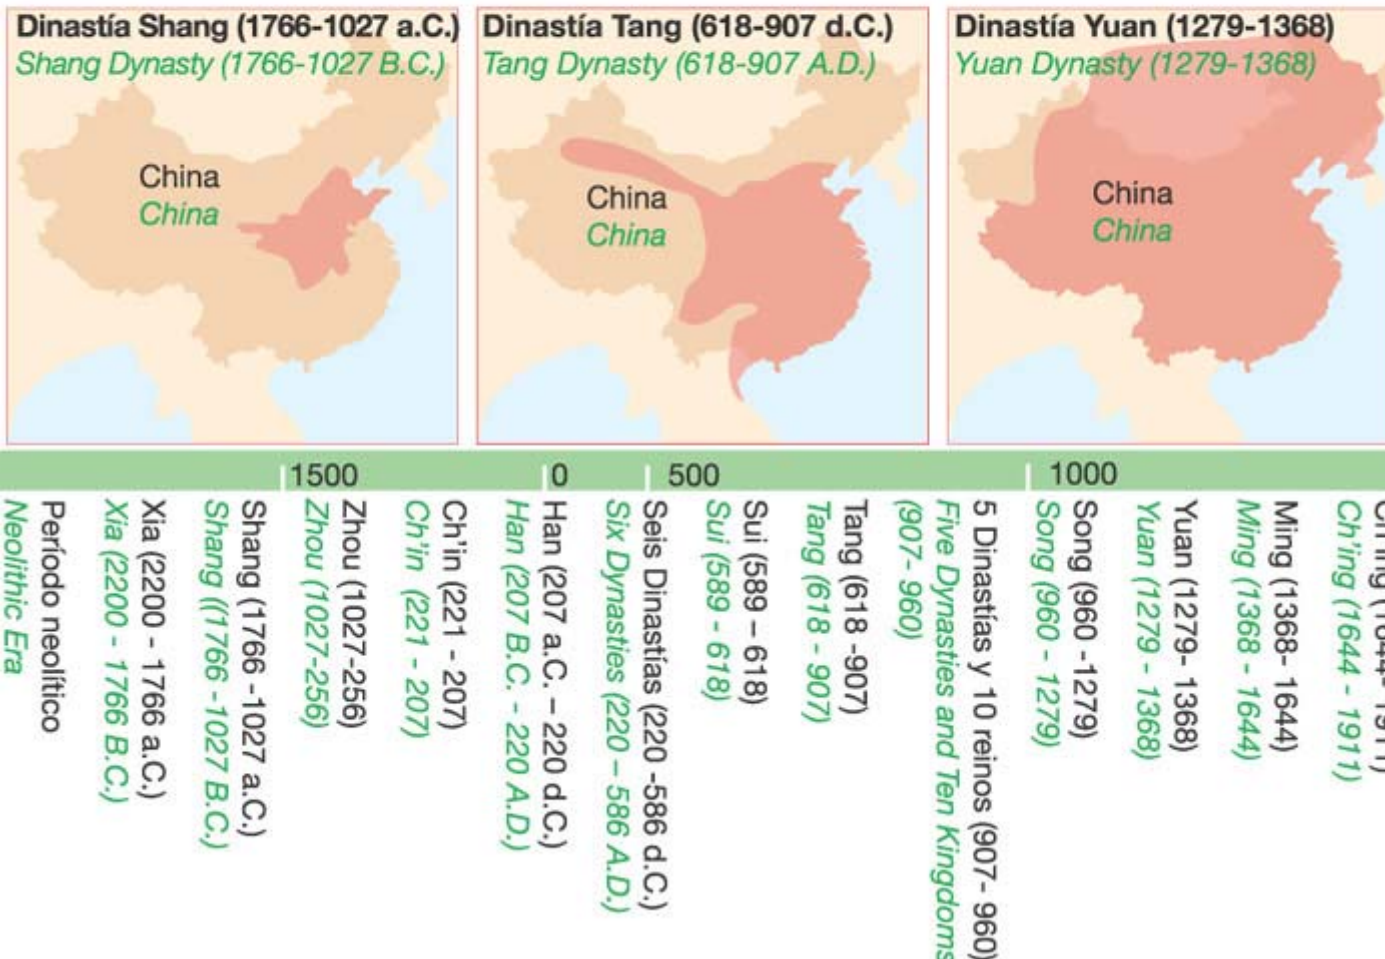 Dinastía Shang (1766-1027 a.C.)
Shang Dynasty (1766-1027 B.C.)
China
China
Dinastía Tang (618-907 d.C.)
Tang Dynasty (618-907 A.D.)
China
China
Dinastía Yuan (1279-1368)
Yuan Dynasty (1279-1368)
China
China
1500
0
500
1000
Período neolítico
Neolithic Era
Xia (2200 - 1766 a.C.)
Xia (2200 - 1766 B.C.)
Shang (1766 -1027 a.C.)
Shang ((1766 -1027 B.C.)
Zhou (1027-256)
Zhou (1027-256)
Ch'in (221 - 207)
Ch'in (221 - 207)
Han (207 a.C. – 220 d.C.)
Han (207 B.C. - 220 A.D.)
Seis Dinastías (220 -586 d.C.)
Six Dynasties (220 – 586 A.D.)
Sui (589 – 618)
Sui (589 - 618)
Tang (618 -907)
Tang (618 - 907)
5 Dinastías y 10 reinos (907- 960)
Five Dynasties and Ten Kingdoms
(907- 960)
Song (960 -1279)
Song (960 - 1279)
Yuan (1279- 1368)
Yuan (1279 - 1368)
Ming (1368- 1644)
Ming (1368 - 1644)
Ch'ing (1644- 1911)
Ch'ing (1644 - 1911)